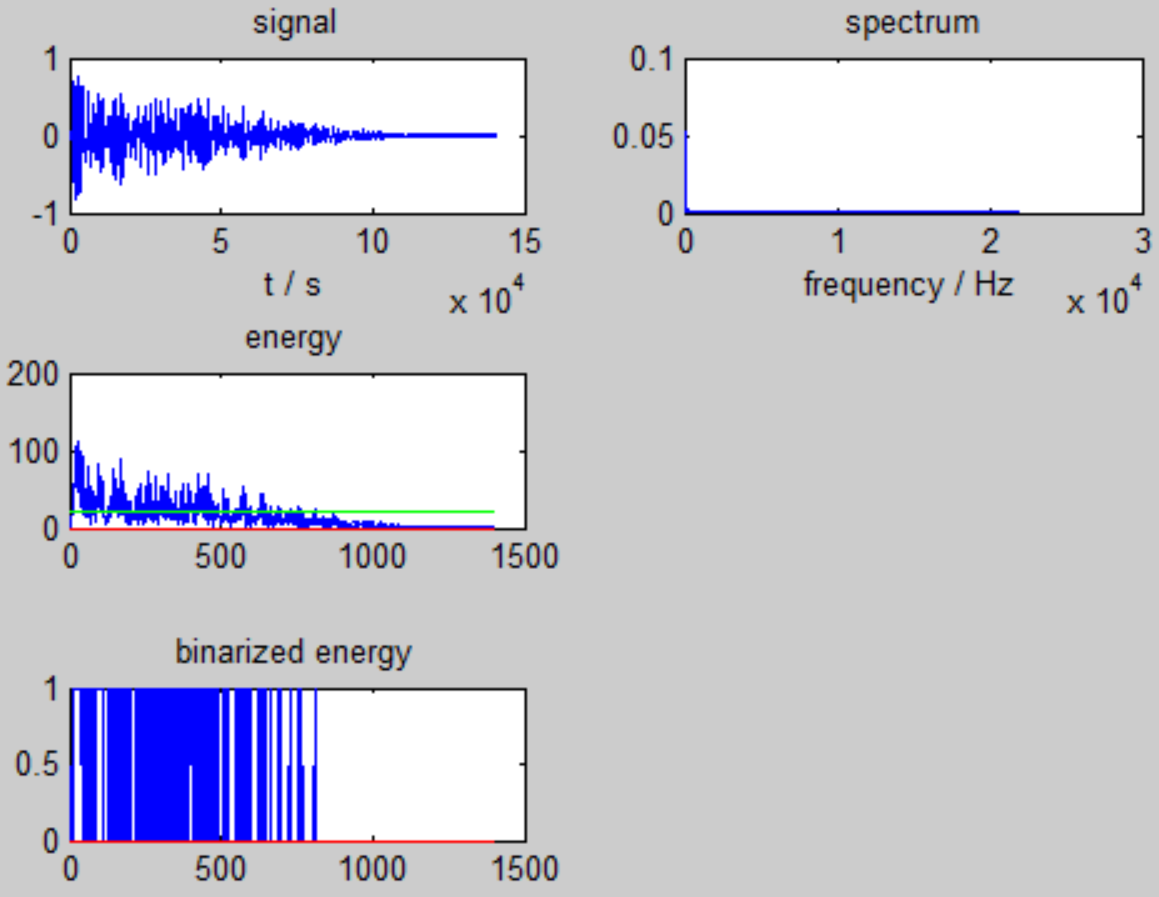 signal
1
0
-1
0 5 10 15
t / s
x 10^4
spectrum
0.1
0.05
0
0 1 2 3
frequency / Hz
x 10^4
energy
200
100
0
0 500 1000 1500
binarized energy
1
0.5
0
0 500 1000 1500